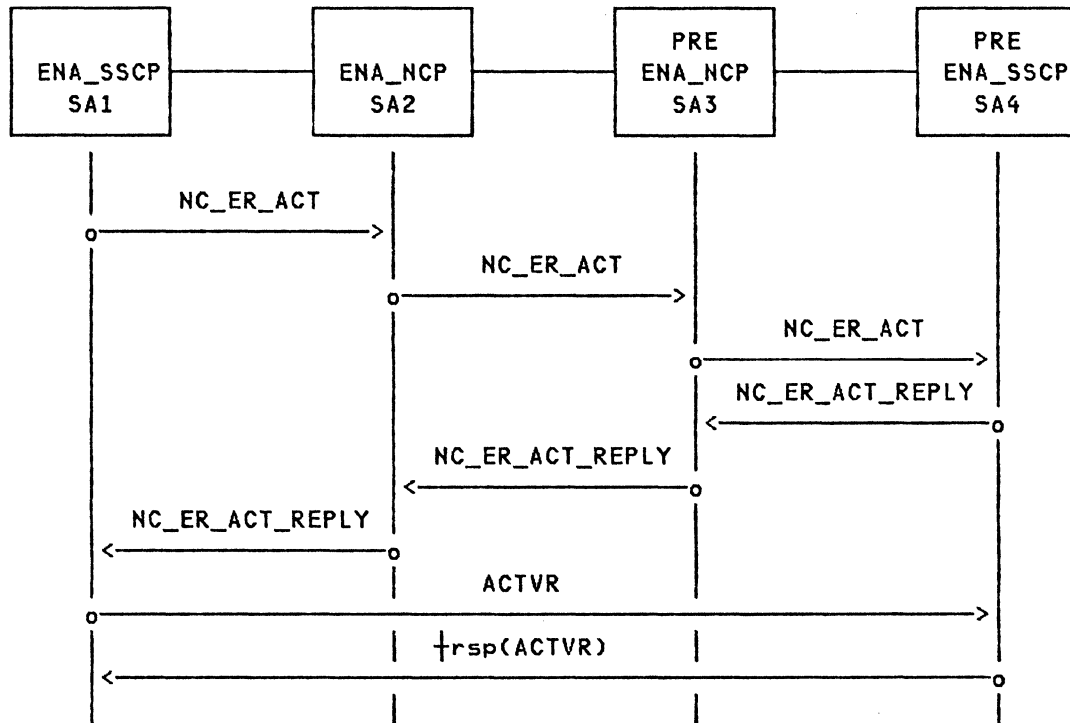 ENA_SSCP
SA1
ENA_NCP
SA2
PRE
ENA_NCP
SA3
PRE
ENA_SSCP
SA4
NC_ER_ACT
NC_ER_ACT
NC_ER_ACT
NC_ER_ACT_REPLY
NC_ER_ACT_REPLY
NC_ER_ACT_REPLY
ACTVR
+rsp(ACTVR)